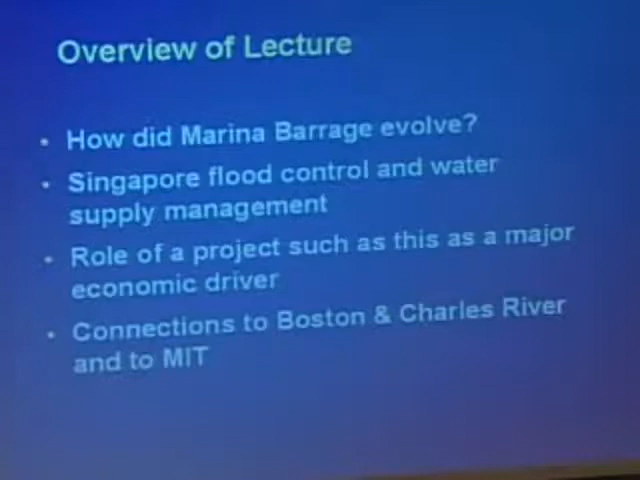 Overview of Lecture
• How did Marina Barrage evolve?
• Singapore flood control and water
supply management
• Role of a project such as this as a major
economic driver
• Connections to Boston & Charles River
and to MIT